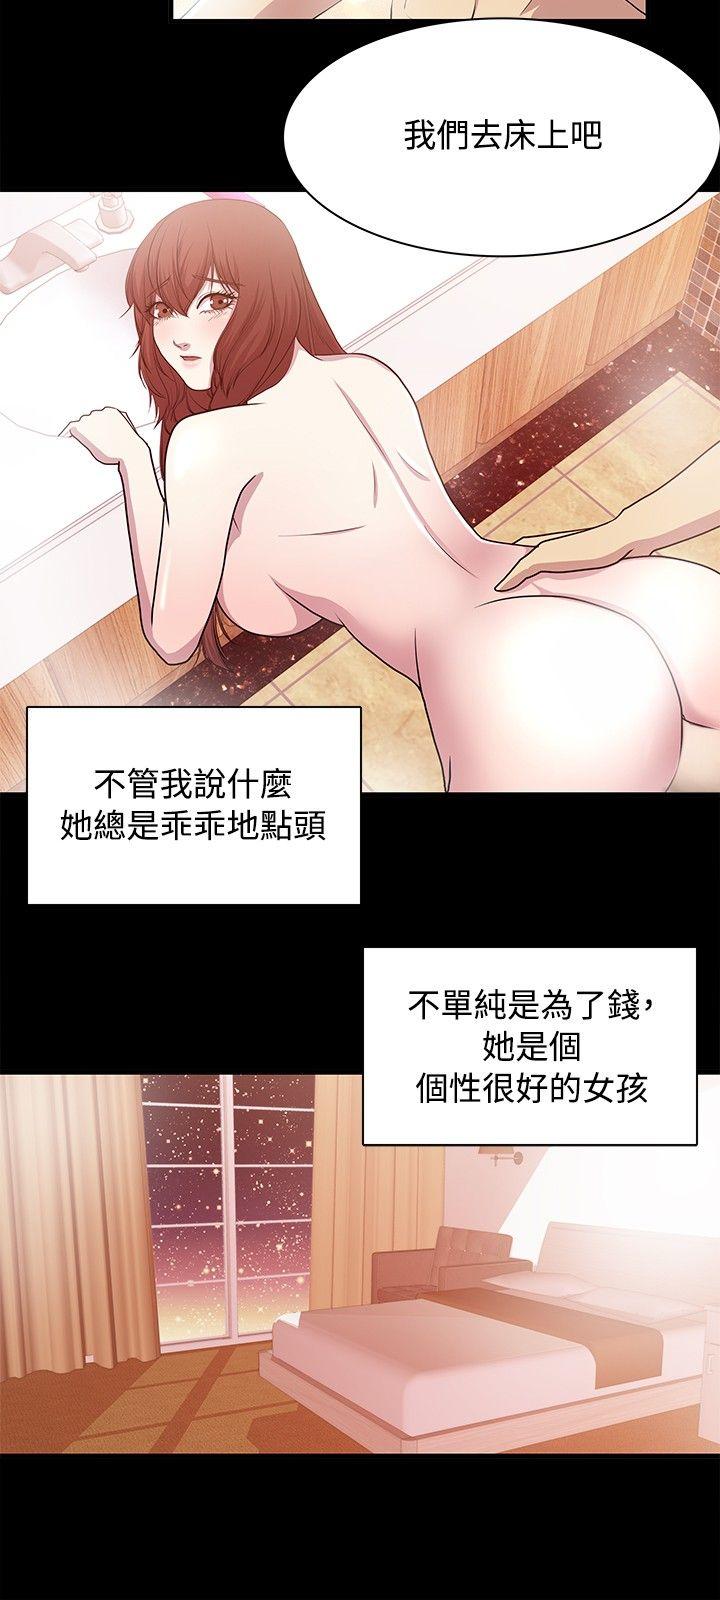 我們去床上吧
不管我說什麼
她總是乖乖地點頭
不單純是為了錢，
她是個
個性很好的女孩